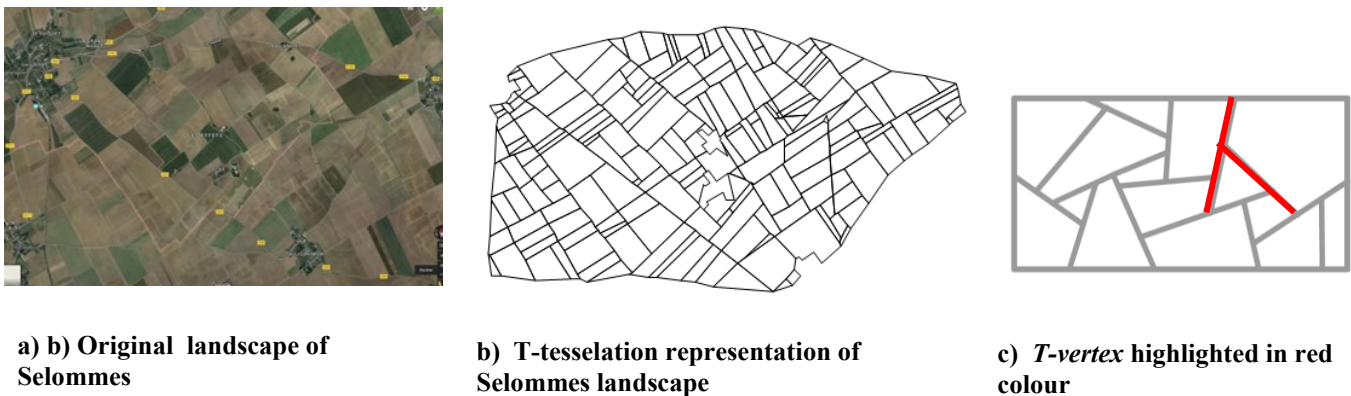 a) b) Original landscape of
Selommes
b) T-tesselation representation of
Selommes landscape
c) T-vertex highlighted in red
colour